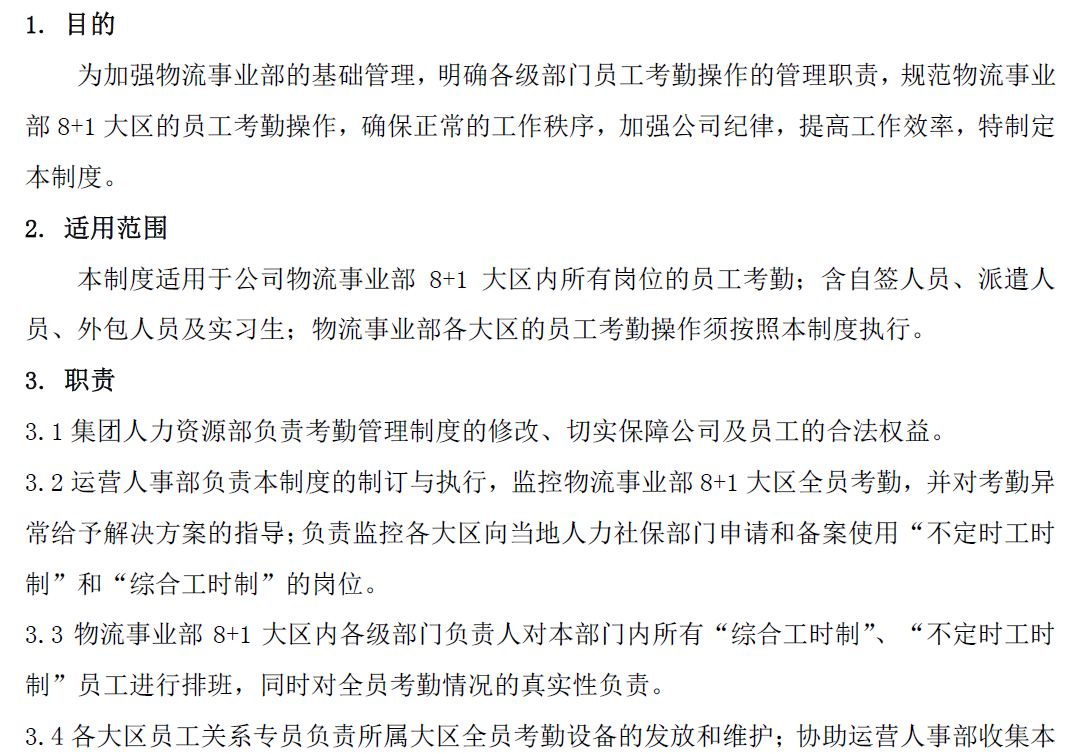 1. 目的
为加强物流事业部的基础管理，明确各级部门员工考勤操作的管理职责，规范物流事业
部 8+1 大区的员工考勤操作，确保正常的工作秩序，加强公司纪律，提高工作效率，特制定
本制度。
2. 适用范围
本制度适用于公司物流事业部 8+1 大区内所有岗位的员工考勤；含自签人员、派遣人
员、外包人员及实习生；物流事业部各大区的员工考勤操作须按照本制度执行。
3. 职责
3.1 集团人力资源部负责考勤管理制度的修改、切实保障公司及员工的合法权益。
3.2 运营人事部负责本制度的制订与执行，监控物流事业部 8+1 大区全员考勤，并对考勤异
常给予解决方案的指导；负责监控各大区向当地人力社保部门申请和备案使用“不定时工时
制”和“综合工时制”的岗位。
3.3 物流事业部 8+1 大区内各级部门负责人对本部门内所有“综合工时制”、“不定时工时
制”员工进行排班，同时对全员考勤情况的真实性负责。
3.4 各大区员工关系专员负责所属大区全员考勤设备的发放和维护；协助运营人事部收集本